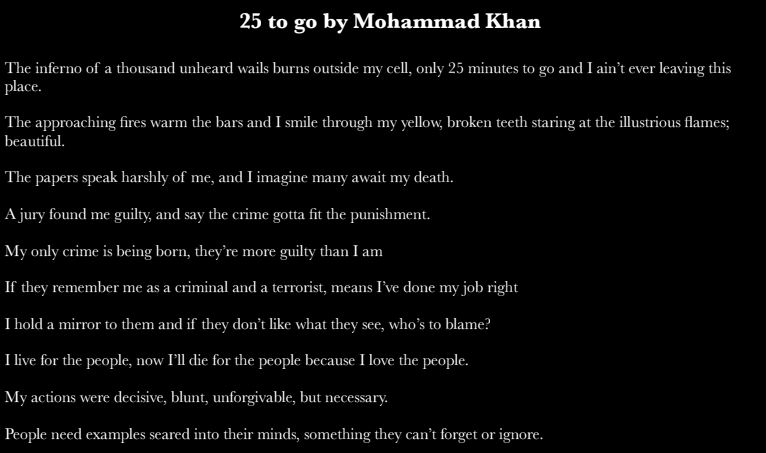 25 to go by Mohammad Khan
The inferno of a thousand unheard wails burns outside my cell, only 25 minutes to go and I ain't ever leaving this
place.
The approaching fires warm the bars and I smile through my yellow, broken teeth staring at the illustrious flames;
beautiful.
The papers speak harshly of me, and I imagine many await my death.
A jury found me guilty, and say the crime gotta fit the punishment.
My only crime is being born, they're more guilty than I am
If they remember me as a criminal and a terrorist, means I've done my job right
I hold a mirror to them and if they don't like what they see, who's to blame?
I live for the people, now I'll die for the people because I love the people.
My actions were decisive, blunt, unforgivable, but necessary.
People need examples seared into their minds, something they can't forget or ignore.